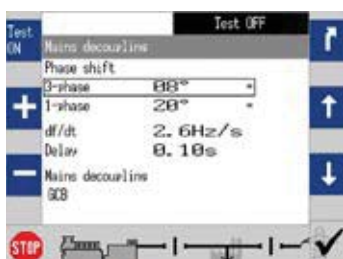 Test OFF
Test
ON
Mains decoupling
Phase shift
3-phase 08°
1-phase 20°
df/dt 2.6Hz/s
Delay 0.10s
Mains decoupling
GCB
STOP